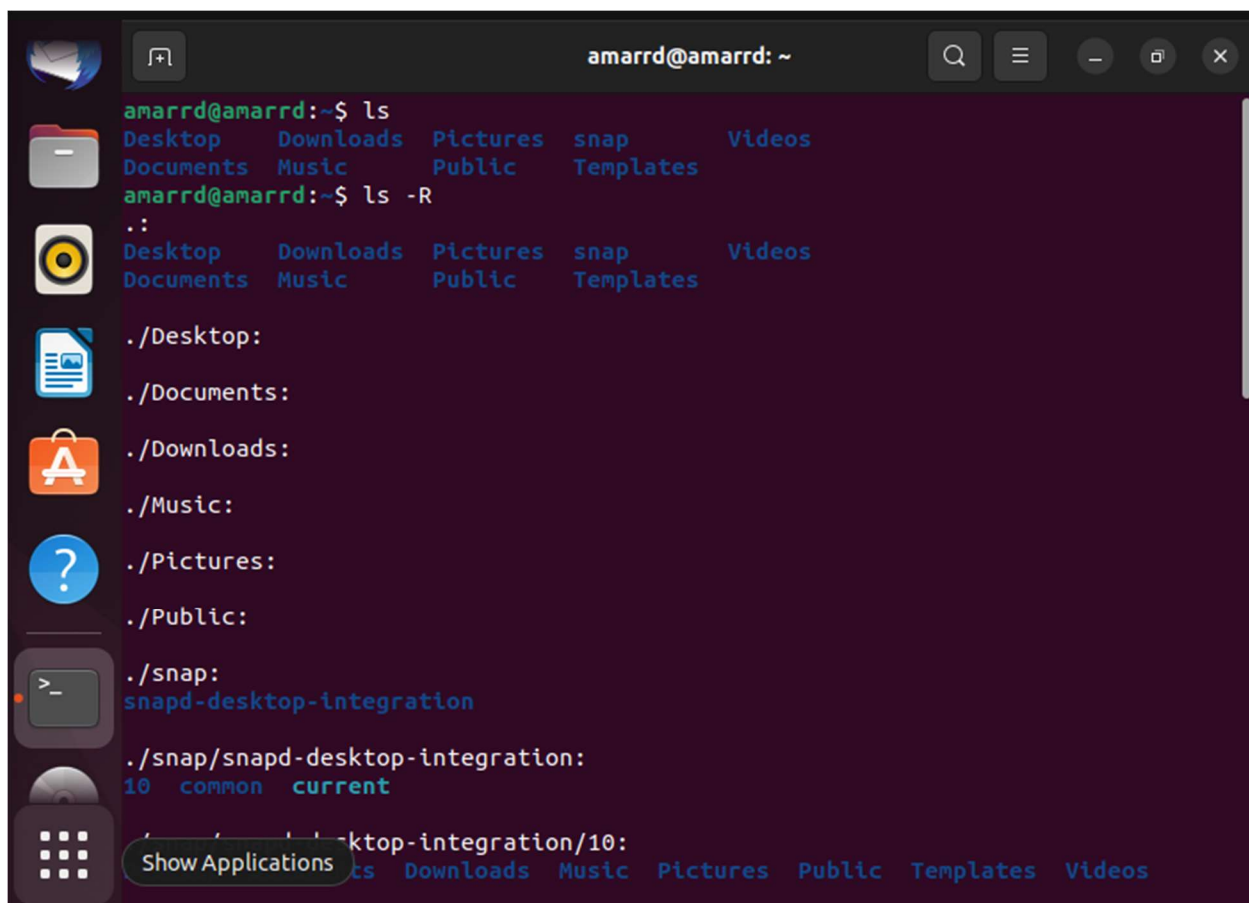 amarrd@amarrd: ~
amarrd@amarrd:~$ ls
Desktop Downloads Pictures snap Videos
Documents Music Public Templates
amarrd@amarrd:~$ ls -R
.:
Desktop Downloads Pictures snap Videos
Documents Music Public Templates
./Desktop:
./Documents:
./Downloads:
./Music:
./Pictures:
./Public:
./snap:
snapd-desktop-integration
./snap/snapd-desktop-integration:
10 common current
ktop-integration/10:
Show Applications
Downloads Music Pictures Public Templates Videos